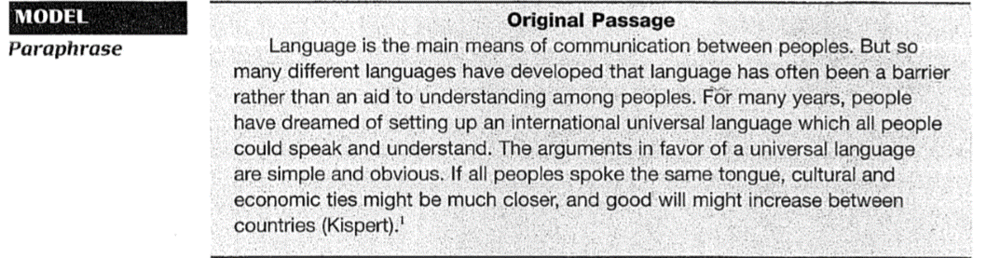 MODEL
Paraphrase
Original Passage
Language is the main means of communication between peoples. But so
many different languages have developed that language has often been a barrier
rather than an aid to understanding among peoples. For many years, people
have dreamed of setting up an international universal language which all people
could speak and understand. The arguments in favor of a universal language
are simple and obvious. If all peoples spoke the same tongue, cultural and
economic ties might be much closer, and good will might increase between
countries (Kispert).¹